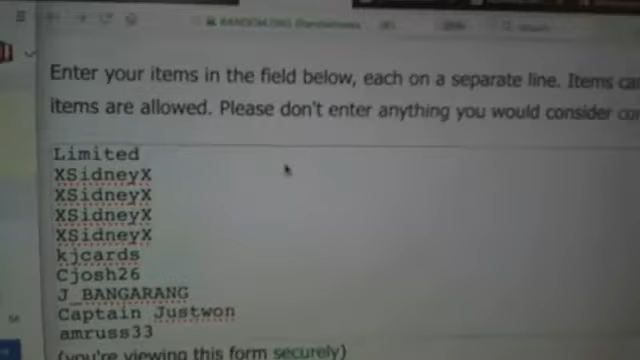 Enter your items in the field below, each on a separate line. Items
items are allowed. Please don't enter anything you would consider
Limited
XSidneyX
XSidneyX
XSidneyX
XSidneyX
kjcards
Cjosh26
J_BANGARANG
Captain Justwon
amruss33
(you're viewing this form securely)